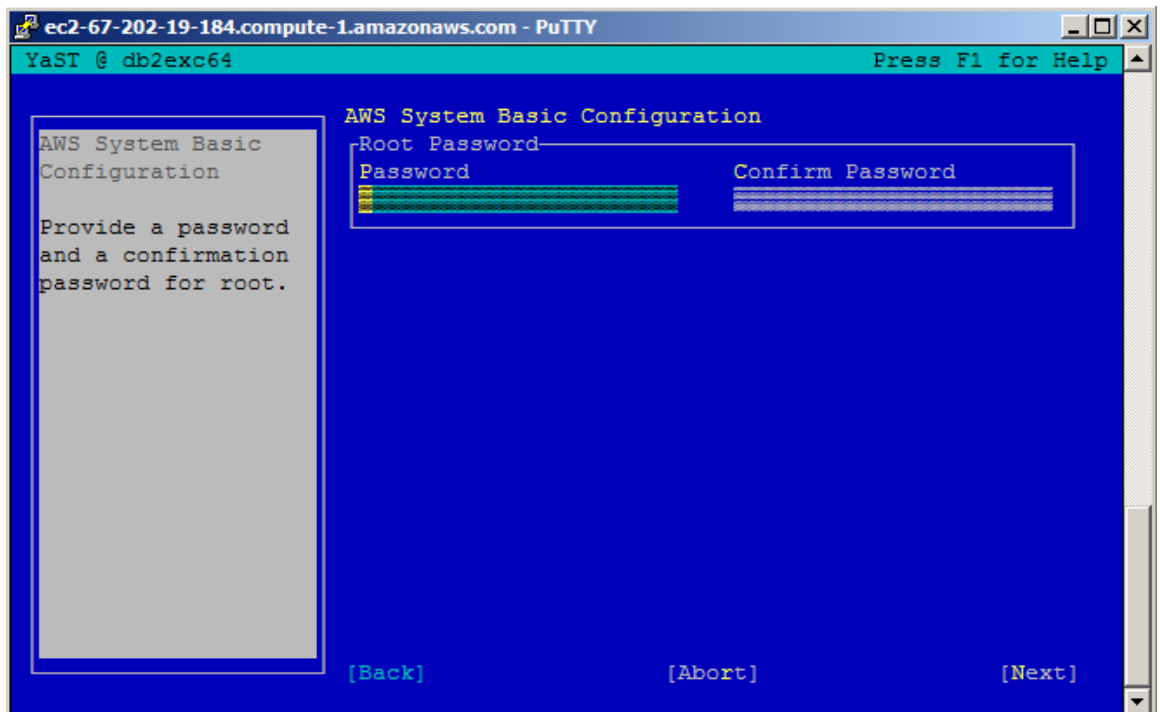 ec2-67-202-19-184.compute-1.amazonaws.com - PuTTY
YaST @ db2exc64 Press F1 for Help
AWS System Basic
Configuration
Provide a password
and a confirmation
password for root.
AWS System Basic Configuration
Root Password
Password Confirm Password
[Back] [Abort] [Next]